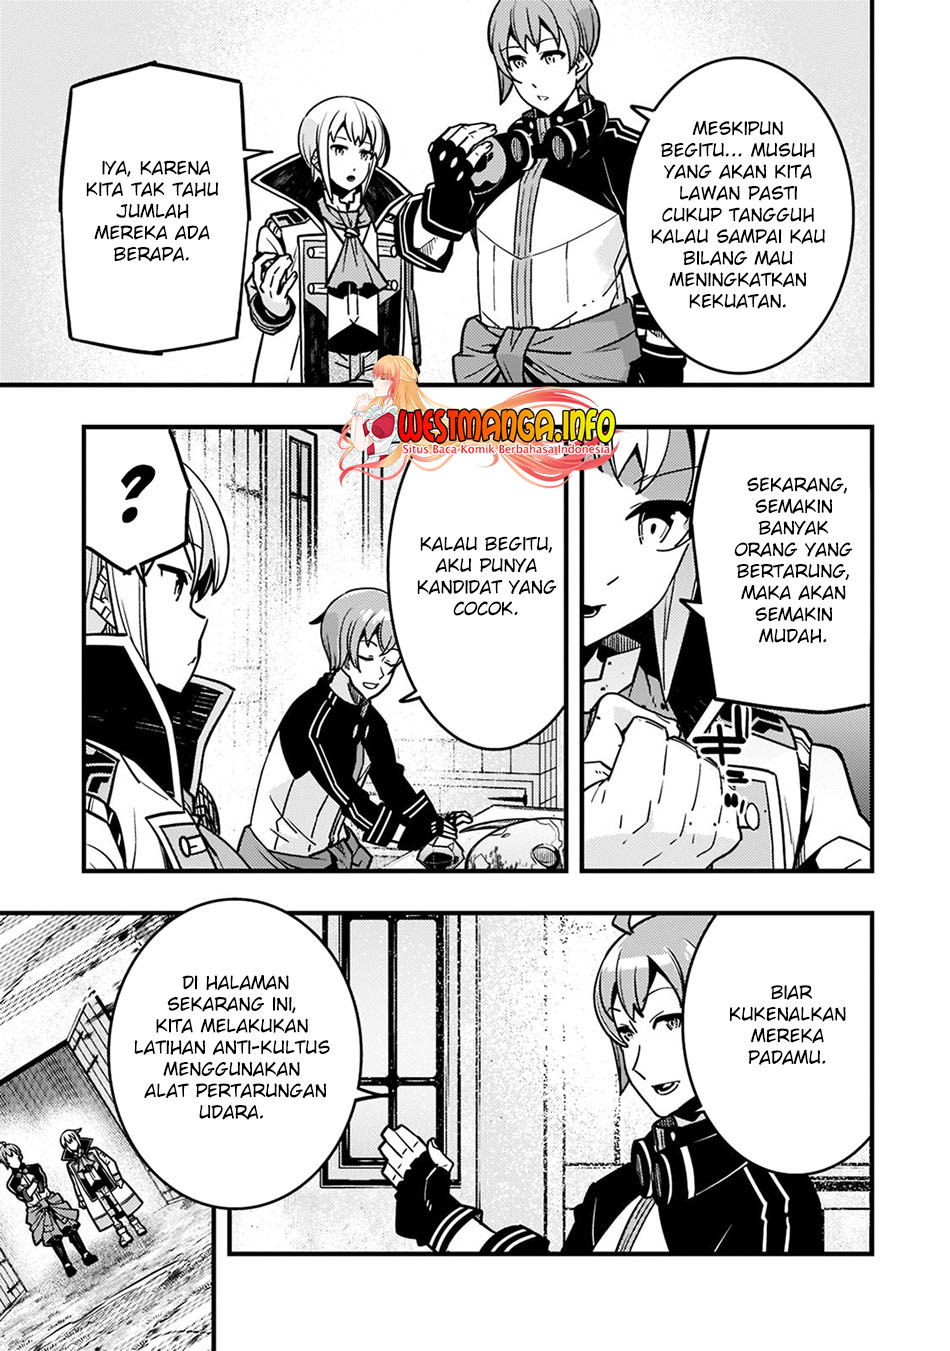 MESKIPUN
BEGITU... MUSUH
YANG AKAN KITA
LAWAN PASTI
CUKUP TANGGUH
KALAU SAMPAI KAU
BILANG MAU
MENINGKATKAN
KEKUATAN.
IYA, KARENA
KITA TAK TAHU
JUMLAH
MEREKA ADA
BERAPA.
WESTMANGA.INFO
Situs Baca Komik Berbahasa Indonesia
SEKARANG,
SEMAKIN
BANYAK
ORANG YANG
BERTARUNG,
MAKA AKAN
SEMAKIN
MUDAH.
KALAU BEGITU,
AKU PUNYA
KANDIDAT YANG
COCOK.
?
BIAR
KUKENALKAN
MEREKA
PADAMU.
DI HALAMAN
SEKARANG INI,
KITA MELAKUKAN
LATIHAN ANTI-KULTUS
MENGGUNAKAN
ALAT PERTARUNGAN
UDARA.